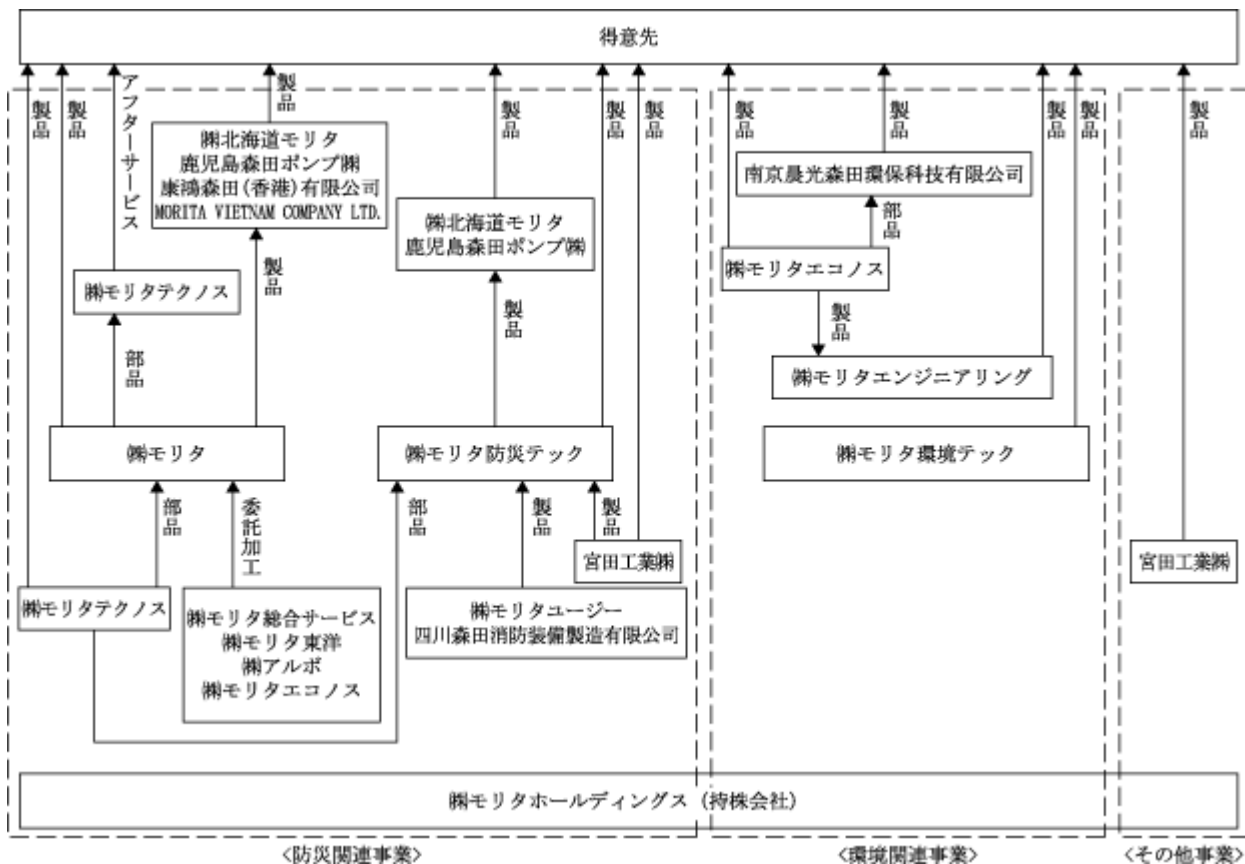 得意先
製品
製品
アフターサービス
製品
製品
製品
製品
製品
製品
製品
製品
製品
㈱北海道モリタ
鹿児島森田ポンプ㈱
康鴻森田(香港)有限公司
MORITA VIETNAM COMPANY LTD.
㈱北海道モリタ
鹿児島森田ポンプ㈱
南京晨光森田環保科技有限公司
部品
㈱モリタテクノス
製品
製品
㈱モリタエコノス
製品
部品
㈱モリタエンジニアリング
㈱モリタ
㈱モリタ防災テック
㈱モリタ環境テック
部品
委託加工
部品
製品
製品
宮田工業㈱
宮田工業㈱
㈱モリタテクノス
㈱モリタ総合サービス
㈱モリタ東洋
㈱アルボ
㈱モリタエコノス
㈱モリタユージー
四川森田消防装備製造有限公司
㈱モリタホールディングス（持株会社）
<防災関連事業>
<環境関連事業>
<その他事業>